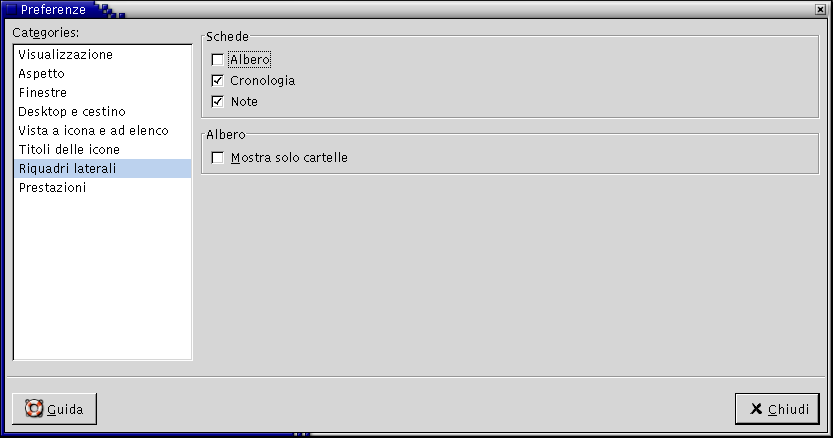 Preferenze
Categories:
Visualizzazione
Aspetto
Finestre
Desktop e cestino
Vista a icona e ad elenco
Titoli delle icone
Riquadri laterali
Prestazioni
Schede
Albero
Cronologia
Note
Albero
Mostra solo cartelle
Guida
Chiudi